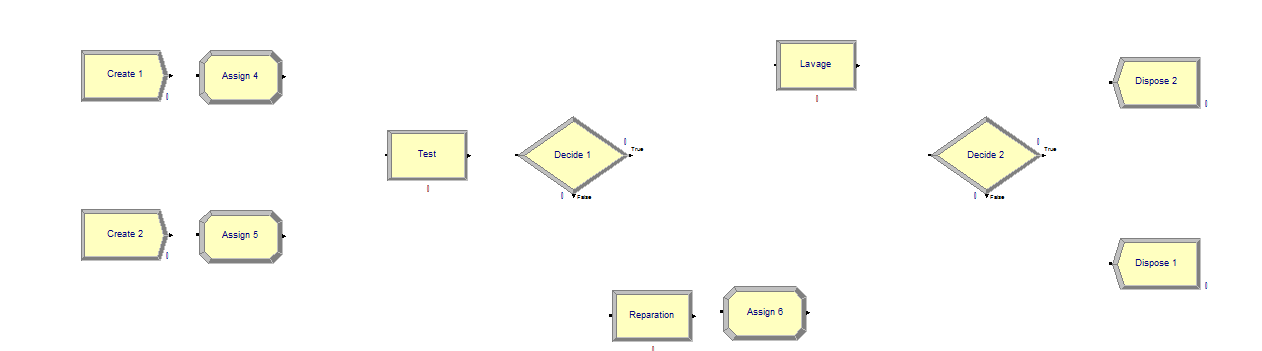 Create 1
Assign 4
Lavage
Dispose 2
Test
Decide 1
True
False
Decide 2
True
False
Create 2
Assign 5
Dispose 1
Reparation
Assign 6